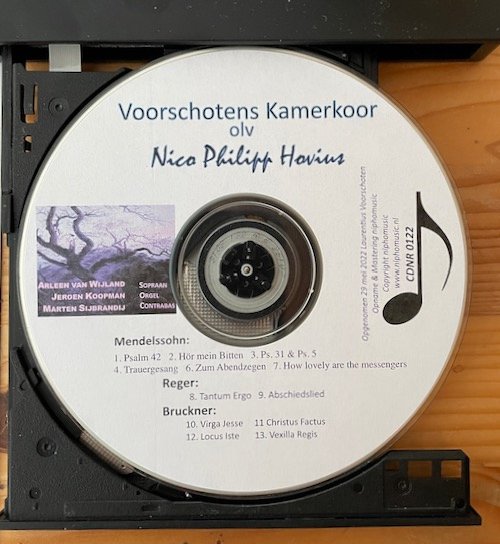 Voorschotens Kamerkoor
olv
Nico Philipp Hovius
ARLEEN VAN WIJLAND SOPRAAN
JEROEN KOOPMAN ORGEL
MARTEN SIJBRANDIJ CONTRABAS
Opgenomen 29 mei 2022 Laurentius Voorschoten
Opname & Mastering niphomusic
Copyright niphomusic
www.niphomusic.nl
CDNR 0122
Mendelssohn:
1. Psalm 42 2. Hör mein Bitten 3. Ps. 31 & Ps. 5
4. Trauergesang 6. Zum Abendzegen 7. How lovely are the messengers
Reger:
8. Tantum Ergo 9. Abschiedslied
Bruckner:
10. Virga Jesse 11 Christus Factus
12. Locus Iste 13. Vexilla Regis